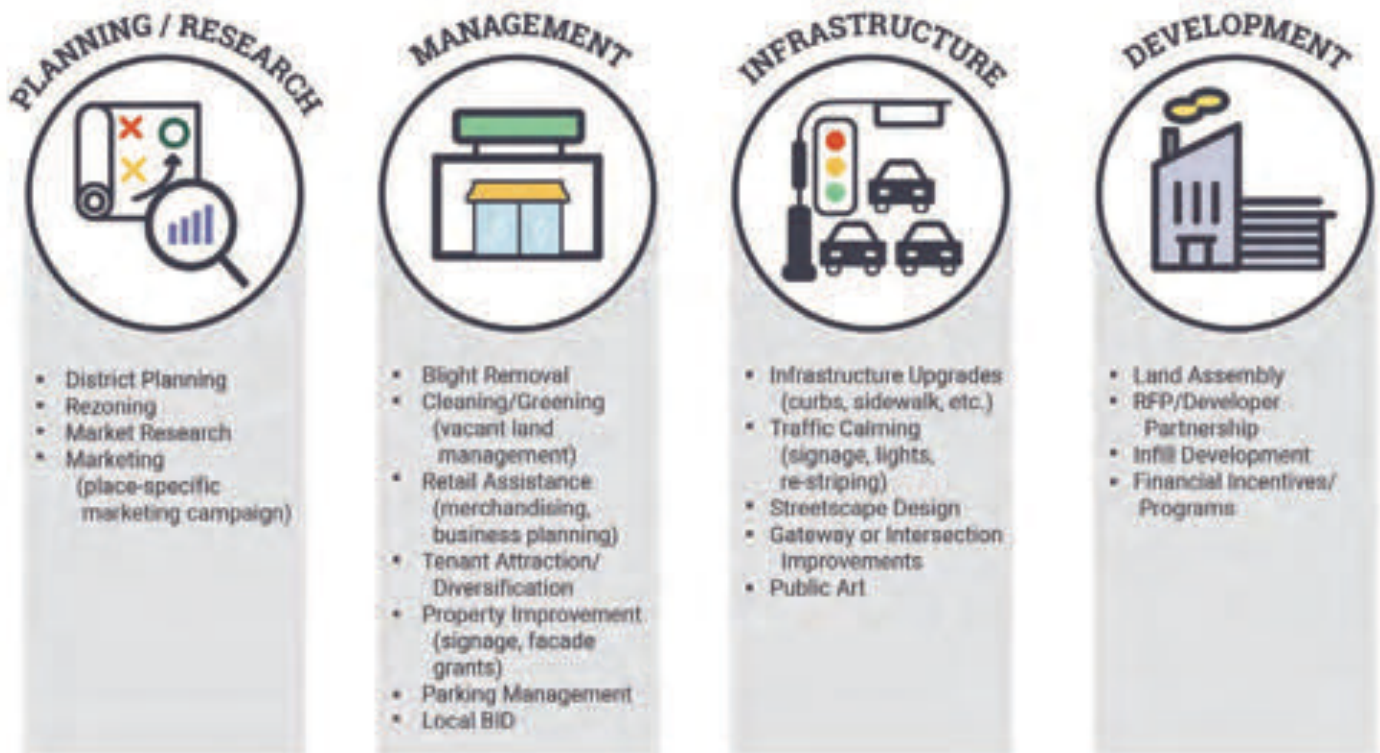 PLANNING / RESEARCH
• District Planning
• Rezoning
• Market Research
• Marketing
(place-specific
marketing campaign)
MANAGEMENT
• Blight Removal
• Cleaning/Greening
(vacant land
management)
• Retail Assistance
(merchandising,
business planning)
• Tenant Attraction/
Diversification
• Property Improvement
(signage, facade
grants)
• Parking Management
• Local BID
INFRASTRUCTURE
• Infrastructure Upgrades
(curbs, sidewalk, etc.)
• Traffic Calming
(signage, lights,
re-striping)
• Streetscape Design
• Gateway or Intersection
Improvements
• Public Art
DEVELOPMENT
• Land Assembly
• RFP/Developer
Partnership
• Infill Development
• Financial Incentives/
Programs